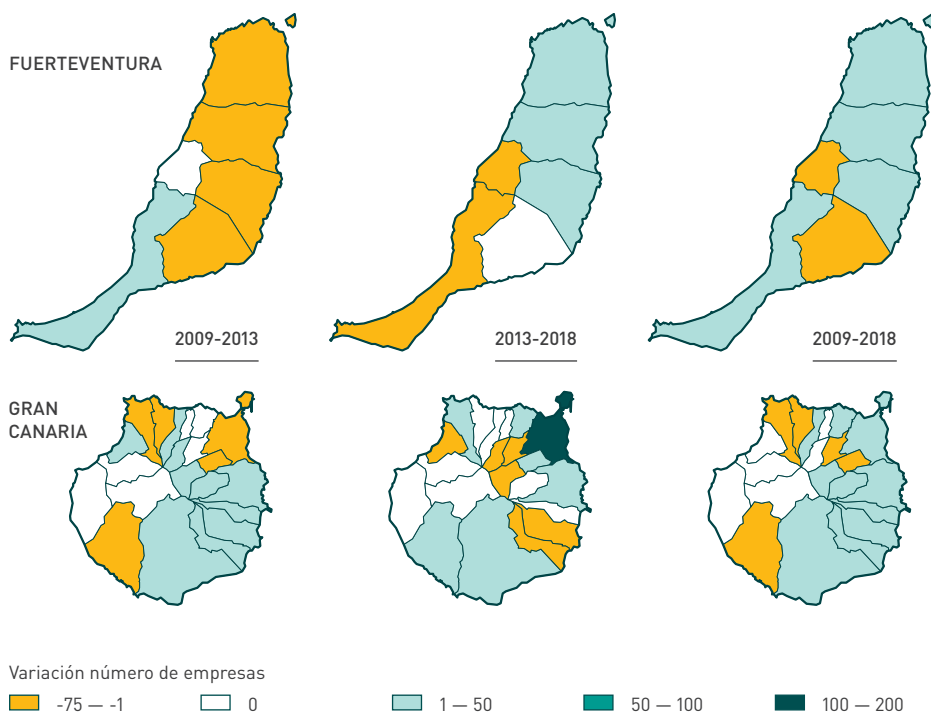 FUERTEVENTURA
2009-2013
2013-2018
2009-2018
GRAN
CANARIA
Variación número de empresas
-75 — -1
0
1 — 50
50 — 100
100 — 200